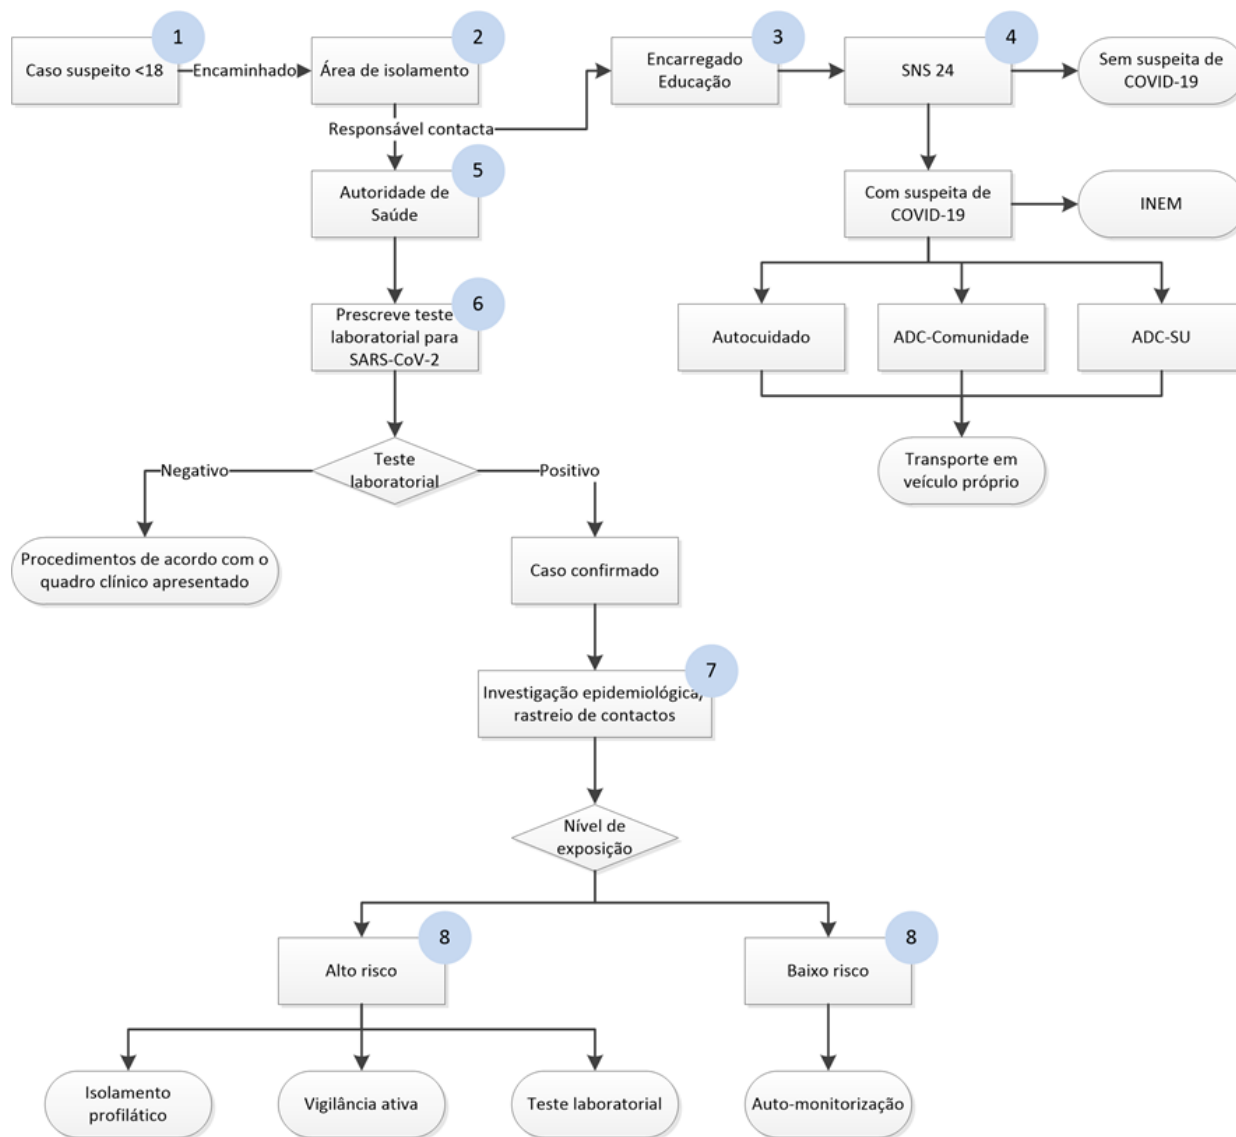 1
Caso suspeito <18
Encaminhado
2
Área de isolamento
3
Encarregado
Educação
4
SNS 24
Sem suspeita de
COVID-19
Responsável contacta
5
Autoridade de
Saúde
Com suspeita de
COVID-19
INEM
6
Prescreve teste
laboratorial para
SARS-CoV-2
Autocuidado
ADC-Comunidade
ADC-SU
Teste
laboratorial
Negativo
Positivo
Transporte em
veículo próprio
Procedimentos de acordo com o
quadro clínico apresentado
Caso confirmado
7
Investigação epidemiológica/
rastreio de contactos
Nível de
exposição
8
Alto risco
8
Baixo risco
Isolamento
profilático
Vigilância ativa
Teste laboratorial
Auto-monitorização